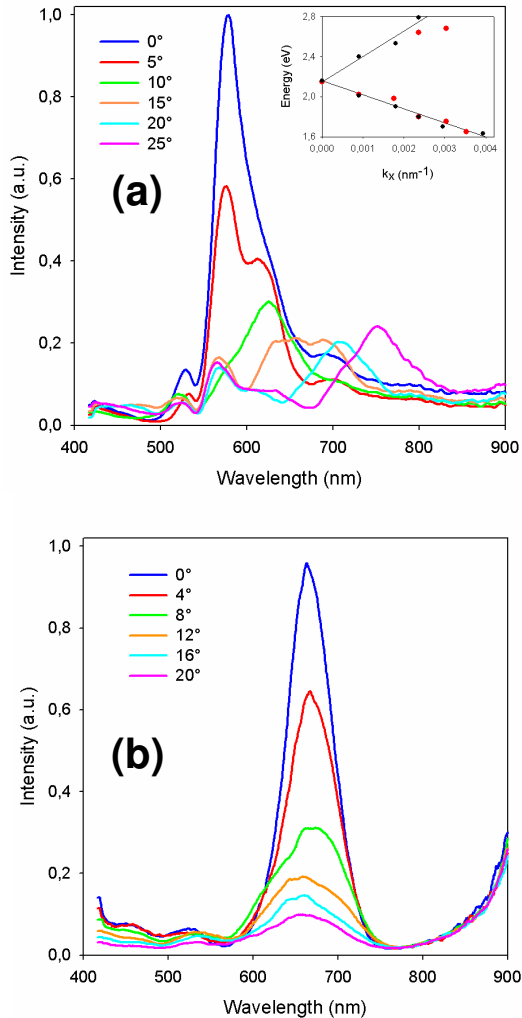 1,0
0,8
0,6
0,4
0,2
0,0
Intensity (a.u.)
0°
5°
10°
15°
20°
25°
(a)
2,8
2,4
2,0
1,6
Energy (eV)
0,000 0,001 0,002 0,003 0,004
kX (nm-1)
400 500 600 700 800 900
Wavelength (nm)
1,0
0,8
0,6
0,4
0,2
0,0
Intensity (a.u.)
0°
4°
8°
12°
16°
20°
(b)
400 500 600 700 800 900
Wavelength (nm)